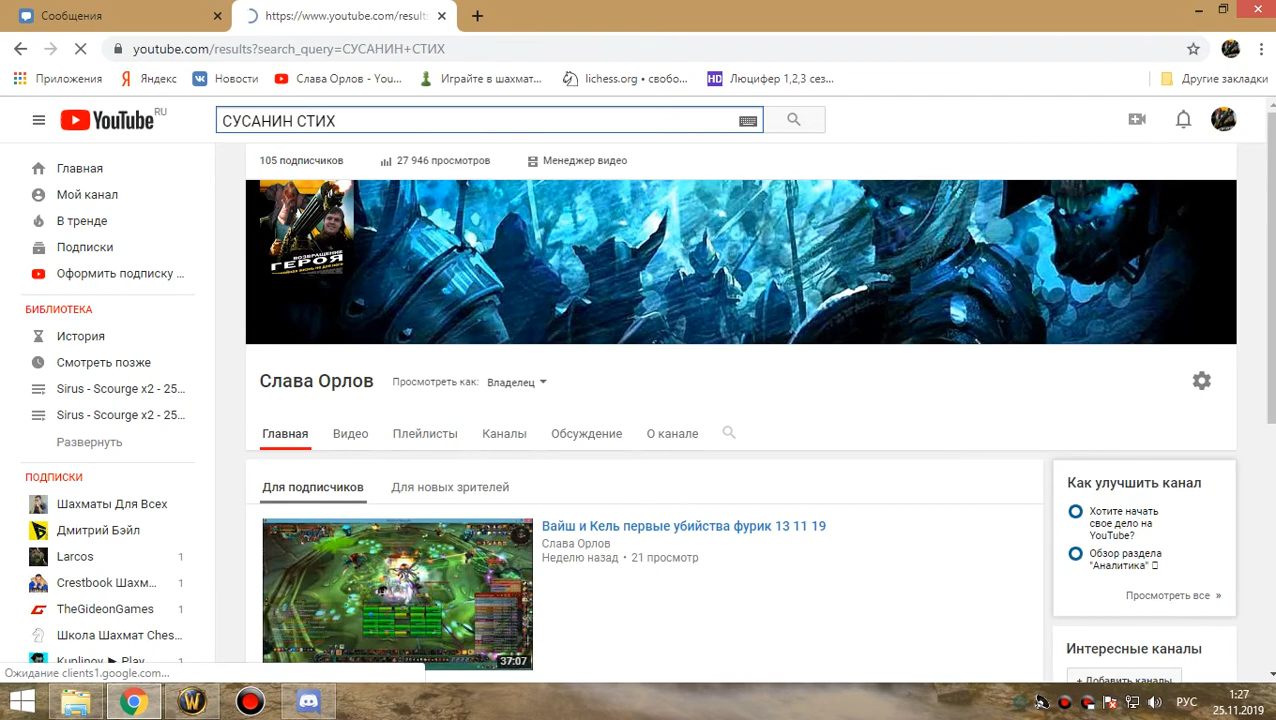 Сообщения
https://www.youtube.com/results
youtube.com/results?search_query=СУСАНИН+СТИХ
Приложения
Яндекс
Новости
Слава Орлов - You...
Играйте в шахмат...
lichess.org • свобо...
HD Люцифер 1,2,3 сез...
Другие закладки
YouTube RU
СУСАНИН СТИХ
Главная
Мой канал
В тренде
Подписки
Оформить подписку ...
БИБЛИОТЕКА
История
Смотреть позже
Sirus - Scourge x2 - 25...
Sirus - Scourge x2 - 25...
Развернуть
ПОДПИСКИ
Шахматы Для Всех
Дмитрий Бэйл
Larcos 1
Crestbook Шахм... 1
TheGideonGames 1
Школа Шахмат Ches...
Kuplinov ► Play
105 подписчиков
27 946 просмотров
Менеджер видео
ВОЗВРАЩЕНИЕ
ГЕРОЯ
Слава Орлов
Просмотреть как: Владелец
Главная
Видео
Плейлисты
Каналы
Обсуждение
О канале
Для подписчиков
Для новых зрителей
Вайш и Кель первые убийства фурик 13 11 19
Слава Орлов
Неделю назад • 21 просмотр
37:07
Как улучшить канал
Хотите начать
свое дело на
YouTube?
Обзор раздела
"Аналитика"
Просмотреть все »
Интересные каналы
+ Добавить каналы
Ожидание clients1.google.com...
РУС
1:27
25.11.2019